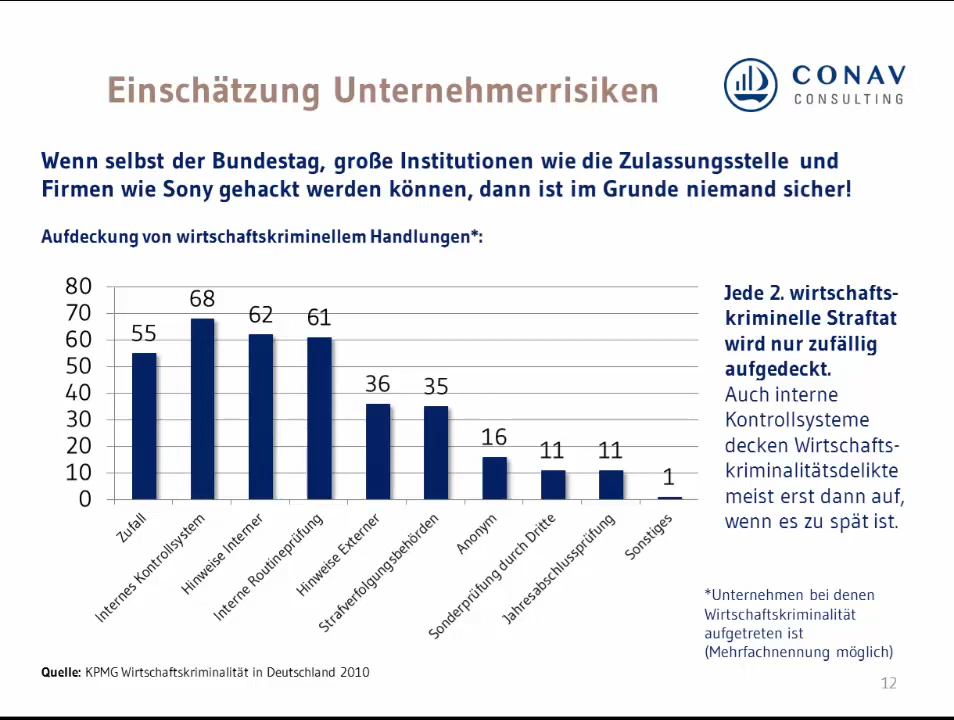 Einschätzung Unternehmerrisiken
CONAV
CONSULTING
Wenn selbst der Bundestag, große Institutionen wie die Zulassungsstelle und
Firmen wie Sony gehackt werden können, dann ist im Grunde niemand sicher!
Aufdeckung von wirtschaftskriminellem Handlungen*:
80
70
60
50
40
30
20
10
0
55
68
62
61
36
35
16
11
11
1
Zufall
Internes Kontrollsystem
Hinweise Interner
Interne Routineprüfung
Hinweise Externer
Strafverfolgungsbehörden
Anonym
Sonderprüfung durch Dritte
Jahresabschlussprüfung
Sonstiges
Jede 2. wirtschafts-
kriminelle Straftat
wird nur zufällig
aufgedeckt.
Auch interne
Kontrollsysteme
decken Wirtschafts-
kriminalitätsdelikte
meist erst dann auf,
wenn es zu spät ist.
*Unternehmen bei denen
Wirtschaftskriminalität
aufgetreten ist
(Mehrfachnennung möglich)
Quelle: KPMG Wirtschaftskriminalität in Deutschland 2010
12